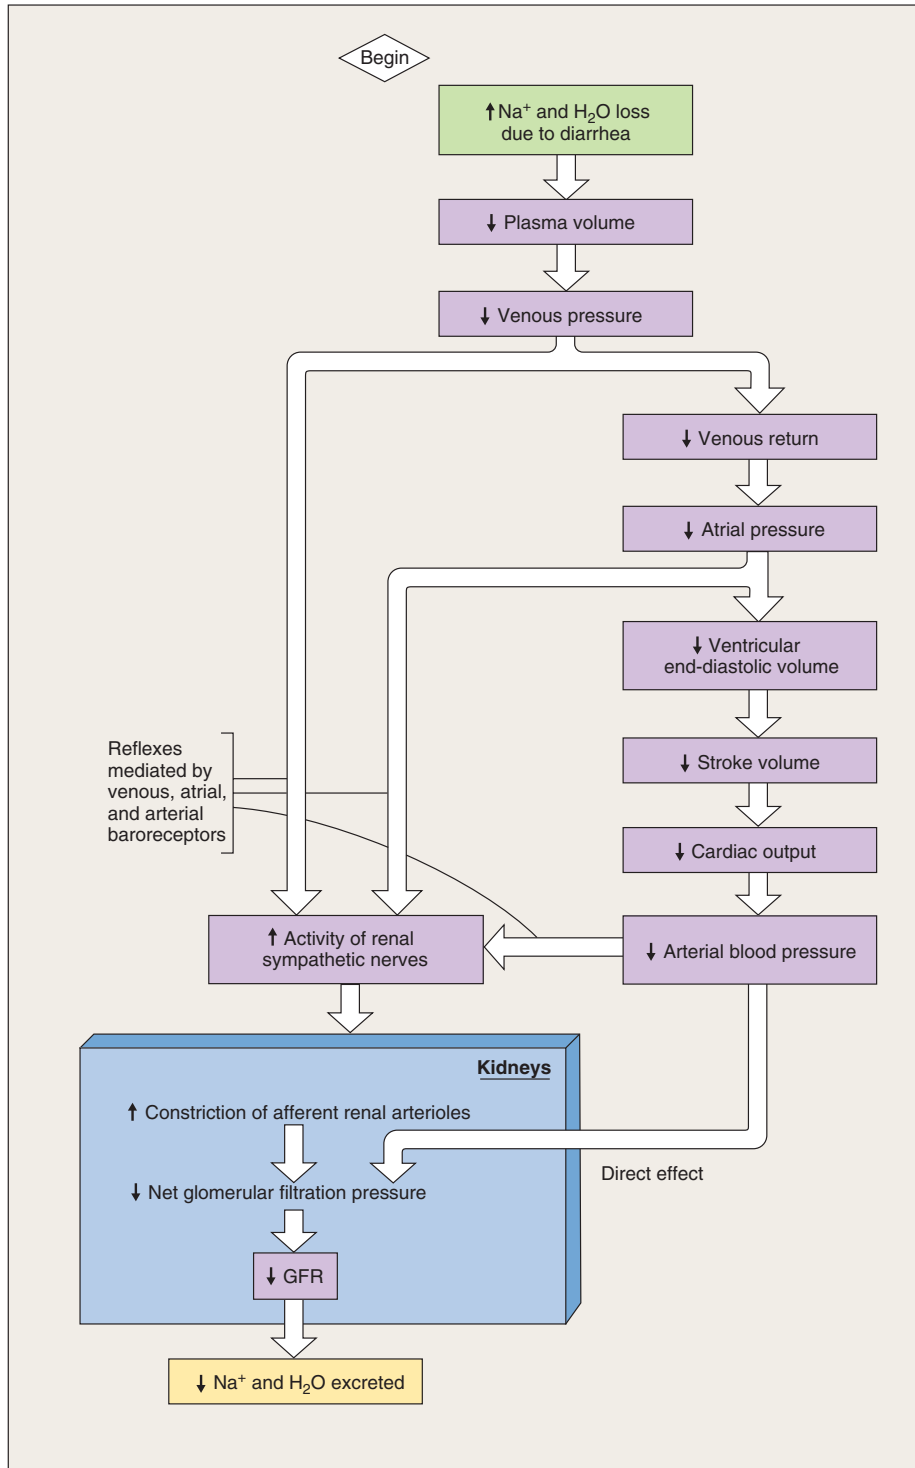 Begin
↑ Na⁺ and H₂O loss
due to diarrhea
↓ Plasma volume
↓ Venous pressure
↓ Venous return
↓ Atrial pressure
↓ Ventricular
end-diastolic volume
↓ Stroke volume
Reflexes
mediated by
venous, atrial,
and arterial
baroreceptors
↓ Cardiac output
↑ Activity of renal
sympathetic nerves
↓ Arterial blood pressure
Kidneys
↑ Constriction of afferent renal arterioles
Direct effect
↓ Net glomerular filtration pressure
↓ GFR
↓ Na⁺ and H₂O excreted